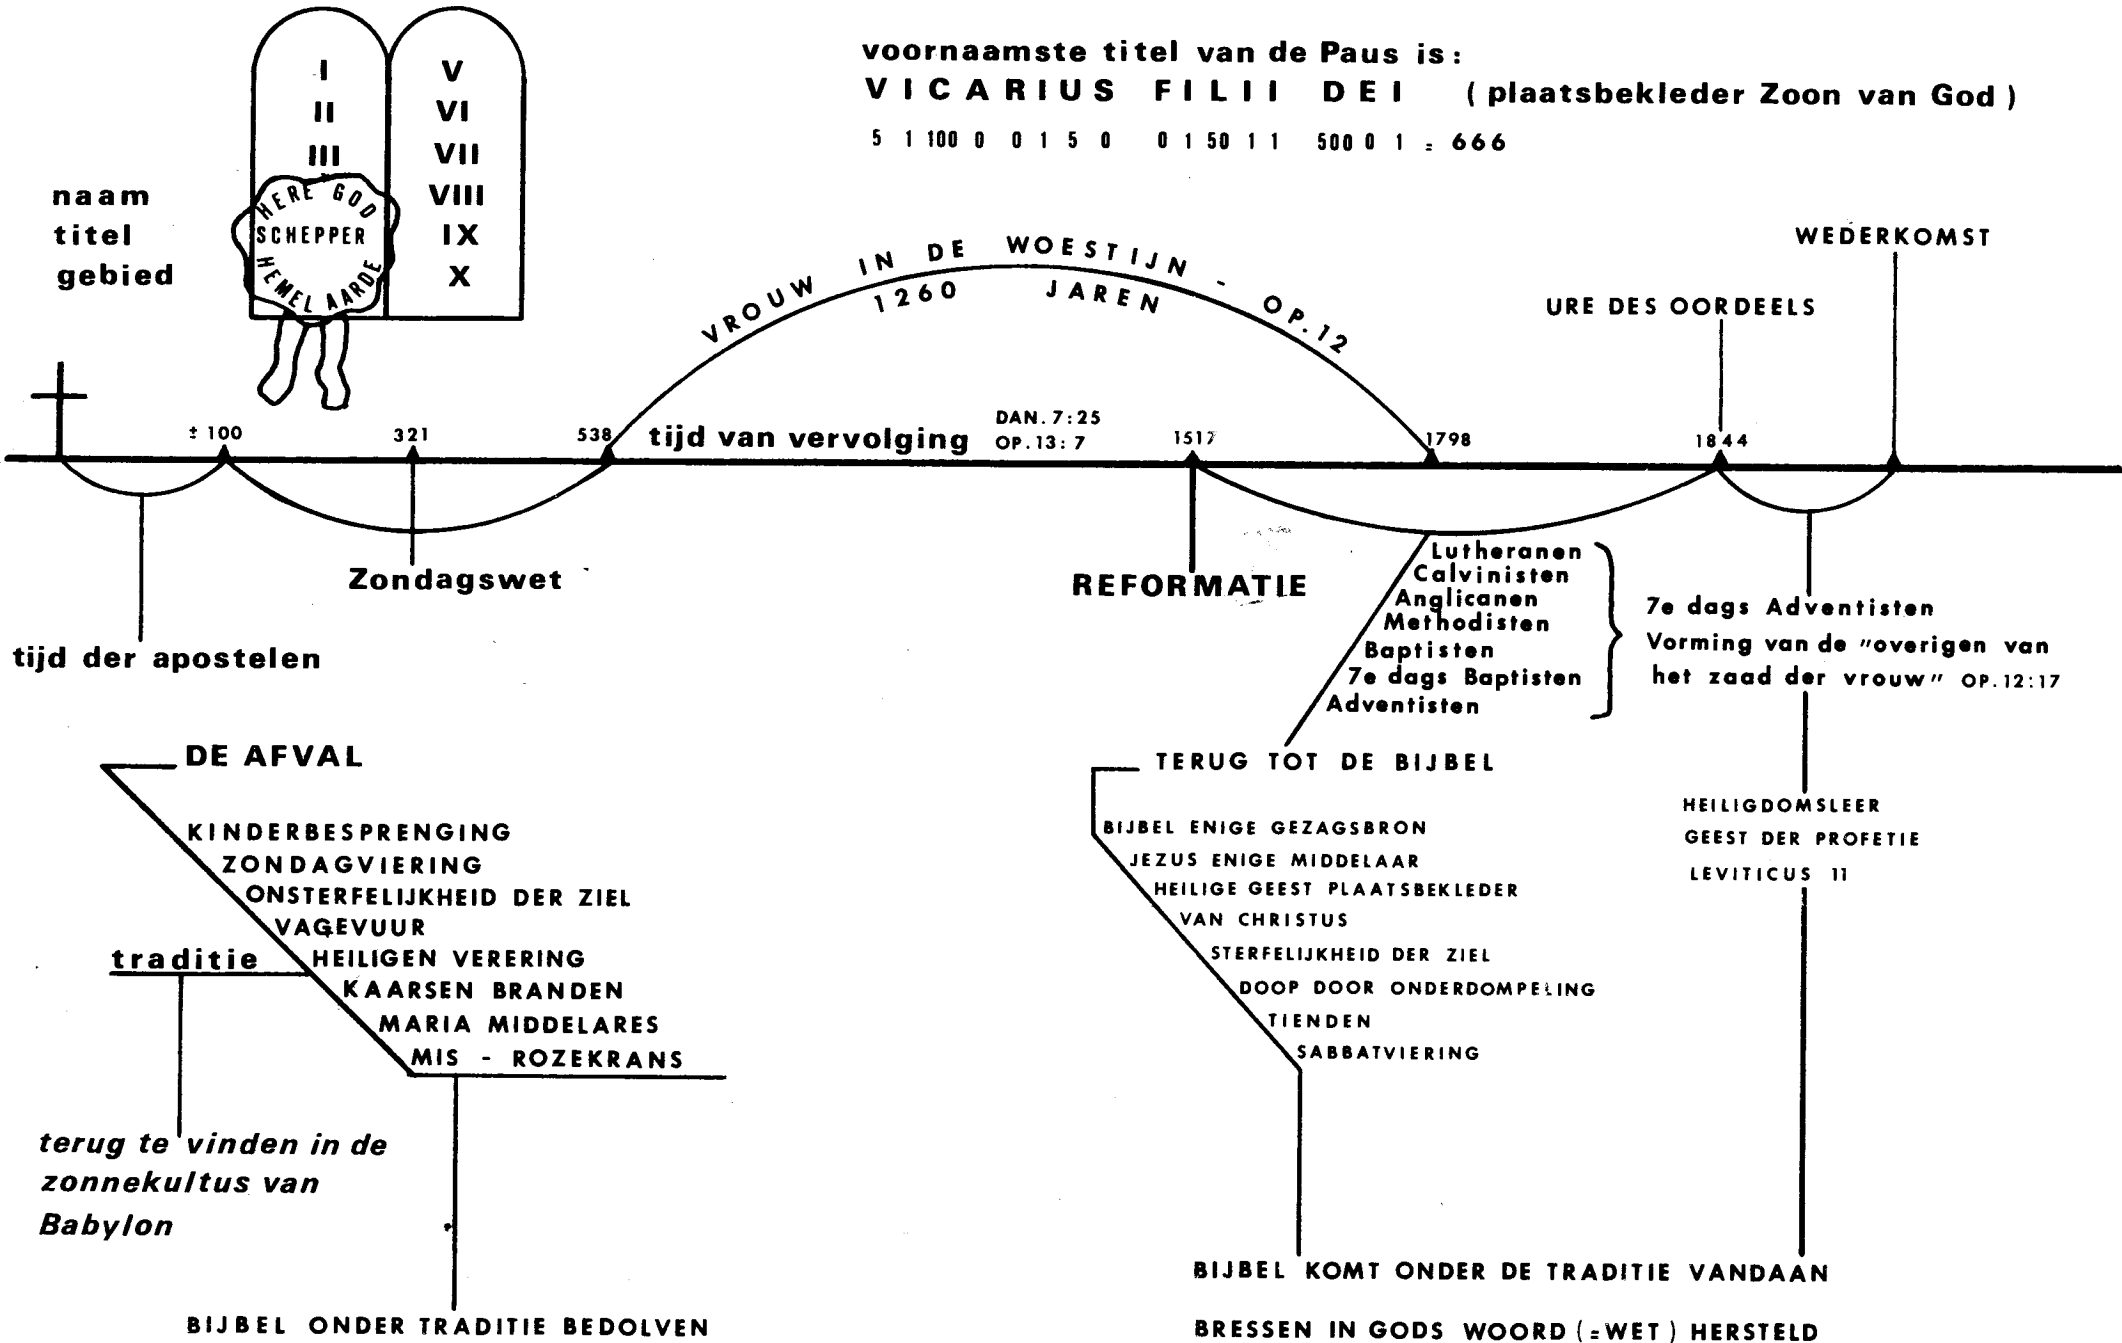 voornaamste titel van de Paus is:
VICARIUS FILII DEI (plaatsbekleder Zoon van God)
5 1 100 0 0 1 5 0 0 1 50 1 1 500 0 1 = 666
I
II
III
V
VI
VII
VIII
IX
X
HERE GOD
SCHEPPER
HEMEL AARDE
naam
titel
gebied
VROUW IN DE WOESTIJN - OP.12
1260 JAREN
WEDERKOMST
URE DES OORDEELS
± 100
321
538
tijd van vervolging
DAN. 7:25
OP. 13: 7
1517
1798
1844
Zondagswet
tijd der apostelen
REFORMATIE
Lutheranen
Calvinisten
Anglicanen
Methodisten
Baptisten
7e dags Baptisten
Adventisten
7e dags Adventisten
Vorming van de "overigen van
het zaad der vrouw" OP.12:17
DE AFVAL
KINDERBESPRENGING
ZONDAGVIERING
ONSTERFELIJKHEID DER ZIEL
VAGEVUUR
HEILIGEN VERERING
KAARSEN BRANDEN
MARIA MIDDELARES
MIS - ROZEKRANS
traditie
terug te vinden in de
zonnekultus van
Babylon
BIJBEL ONDER TRADITIE BEDOLVEN
TERUG TOT DE BIJBEL
BIJBEL ENIGE GEZAGSBRON
JEZUS ENIGE MIDDELAAR
HEILIGE GEEST PLAATSBEKLEDER
VAN CHRISTUS
STERFELIJKHEID DER ZIEL
DOOP DOOR ONDERDOMPELING
TIENDEN
SABBATVIERING
HEILIGDOMSLEER
GEEST DER PROFETIE
LEVITICUS 11
BIJBEL KOMT ONDER DE TRADITIE VANDAAN
BRESSEN IN GODS WOORD (=WET) HERSTELD